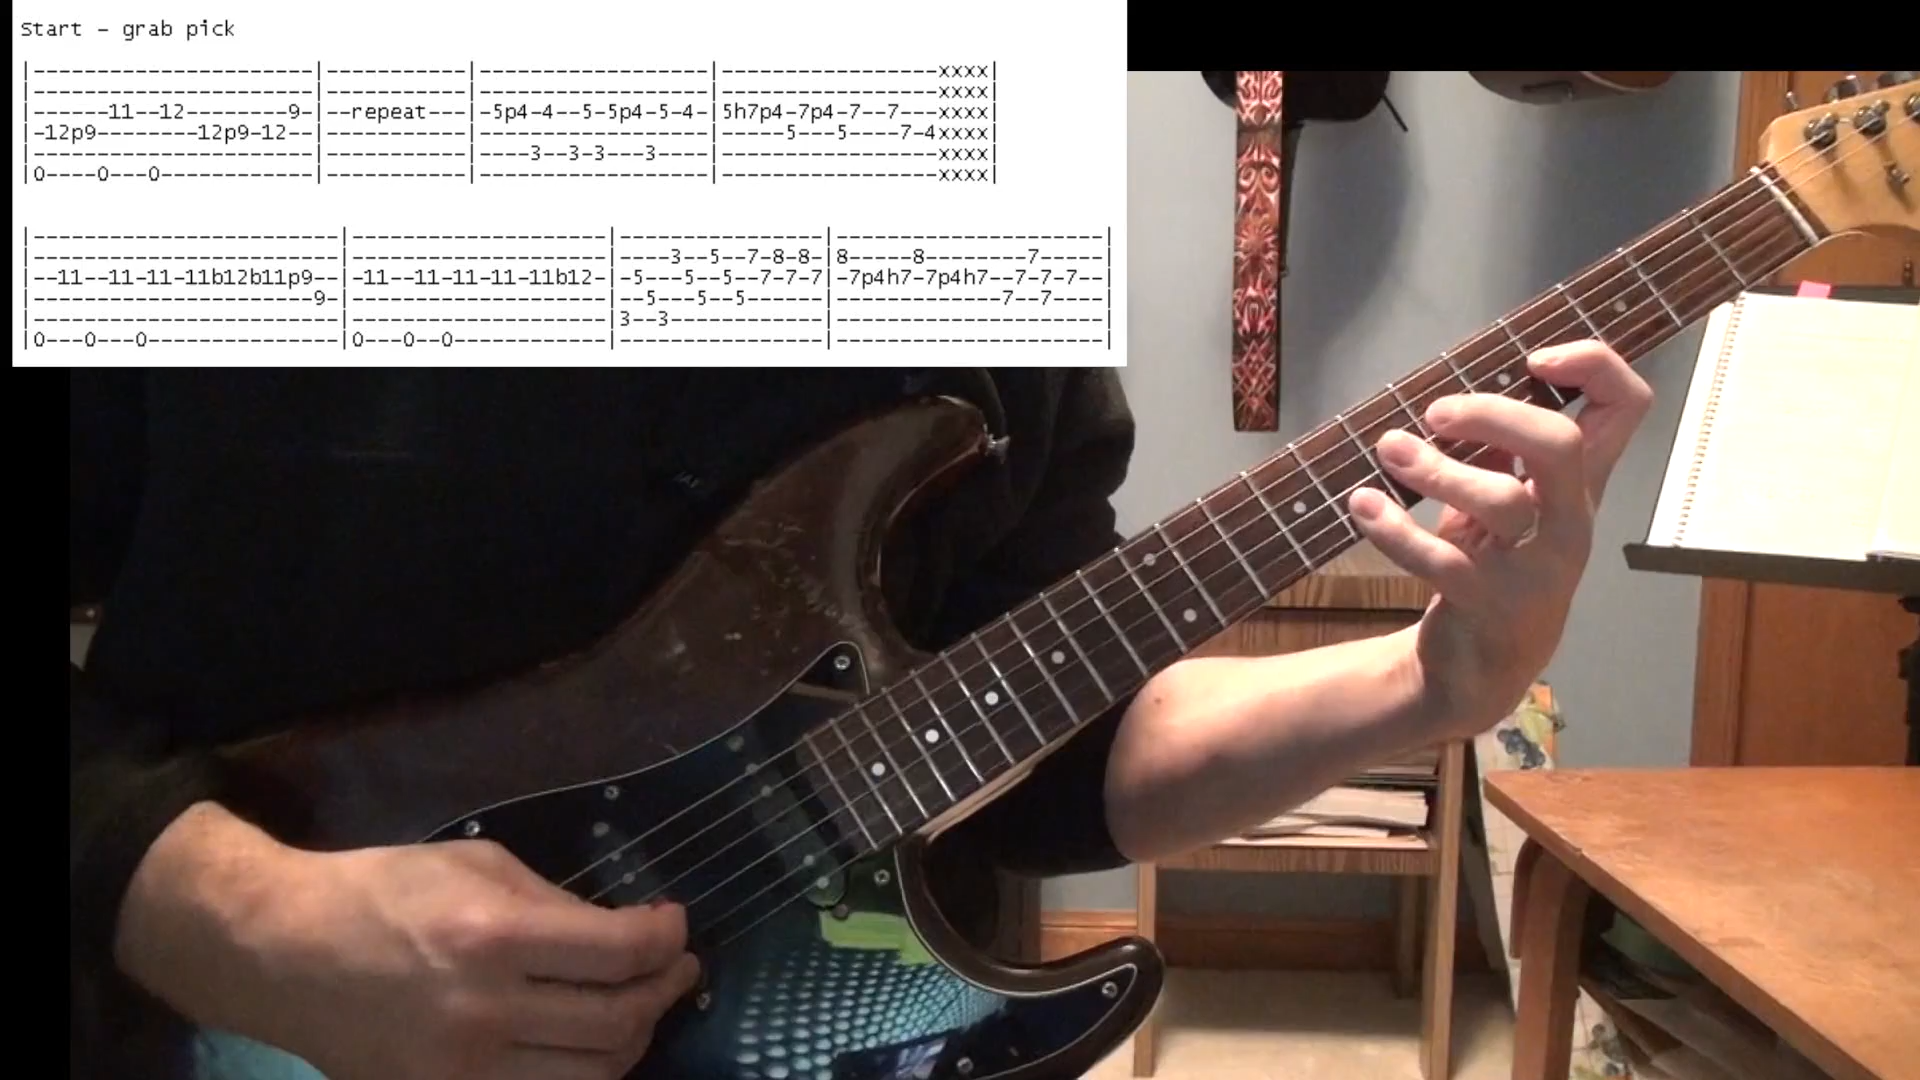 Start - grab pick
|----------------------|-----------|------------------|-----------------xxxx|
|----------------------|-----------|------------------|-----------------xxxx|
|------11--12--------9-|--repeat---|-5p4-4--5-5p4-5-4-|5h7p4-7p4-7--7---xxxx|
|-12p9--------12p9-12--|-----------|------------------|-----5---5----7-4xxxx|
|----------------------|-----------|----3--3-3---3----|-----------------xxxx|
|0----0---0------------|-----------|------------------|-----------------xxxx|
|------------------------|--------------------|----------------|---------------------|
|------------------------|--------------------|----3--5--7-8-8-|8-----8--------7-----|
|--11--11-11-11b12b11p9--|-11--11-11-11-11b12-|-5---5--5-7-7-7|-7p4h7-7p4h7--7-7-7--|
|----------------------9-|--------------------|--5---5--5------|-------------7--7----|
|------------------------|--------------------|3--3------------|---------------------|
|0---0---0---------------|0---0--0------------|----------------|---------------------|